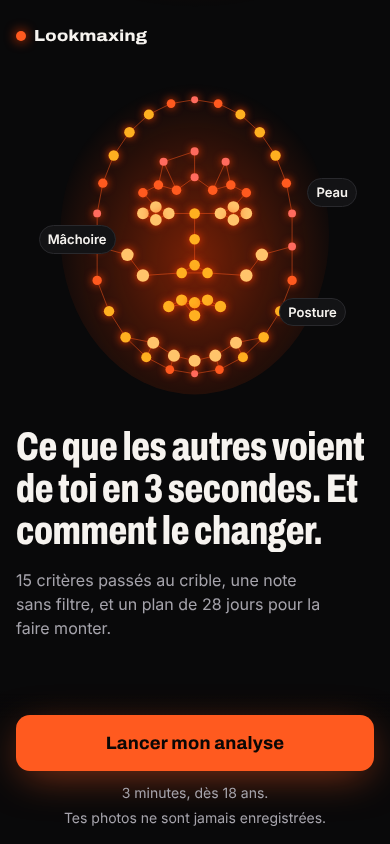 Lookmaxing
Peau
Mâchoire
Posture
Ce que les autres voient
de toi en 3 secondes. Et
comment le changer.
15 critères passés au crible, une note
sans filtre, et un plan de 28 jours pour la
faire monter.
Lancer mon analyse
3 minutes, dès 18 ans.
Tes photos ne sont jamais enregistrées.